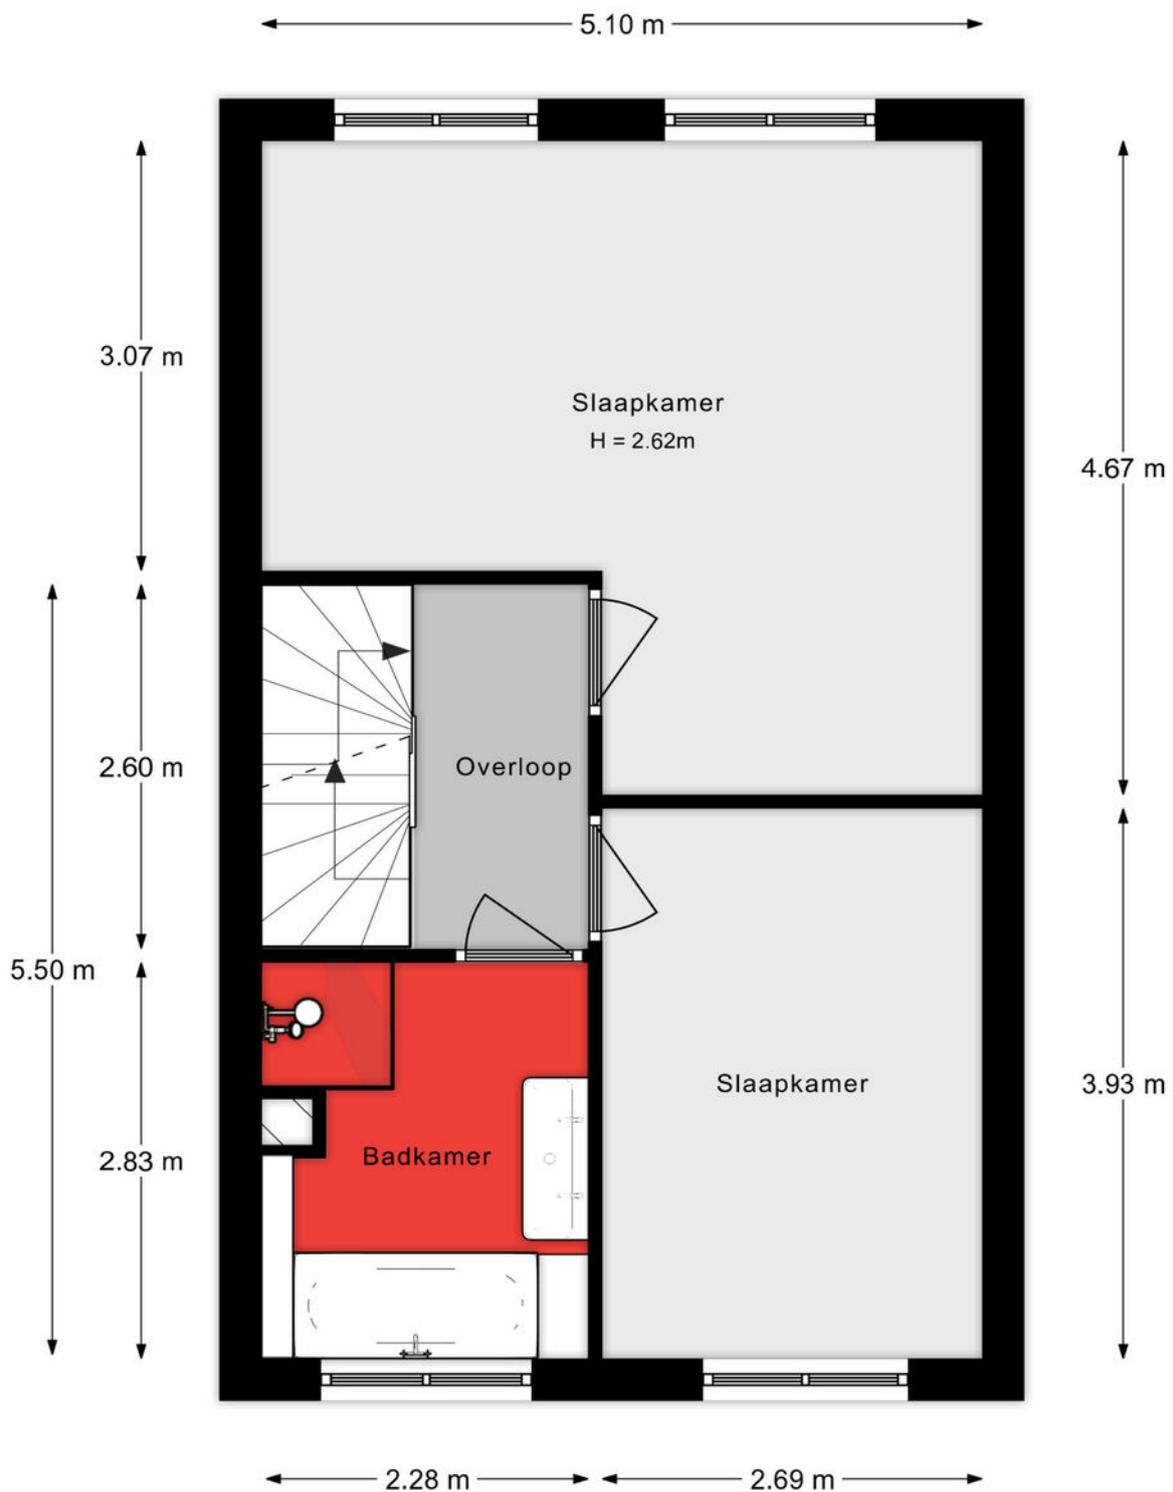 5.10 m
3.07 m
Slaapkamer
H = 2.62m
4.67 m
2.60 m
Overloop
5.50 m
Slaapkamer
3.93 m
2.83 m
Badkamer
2.28 m
2.69 m